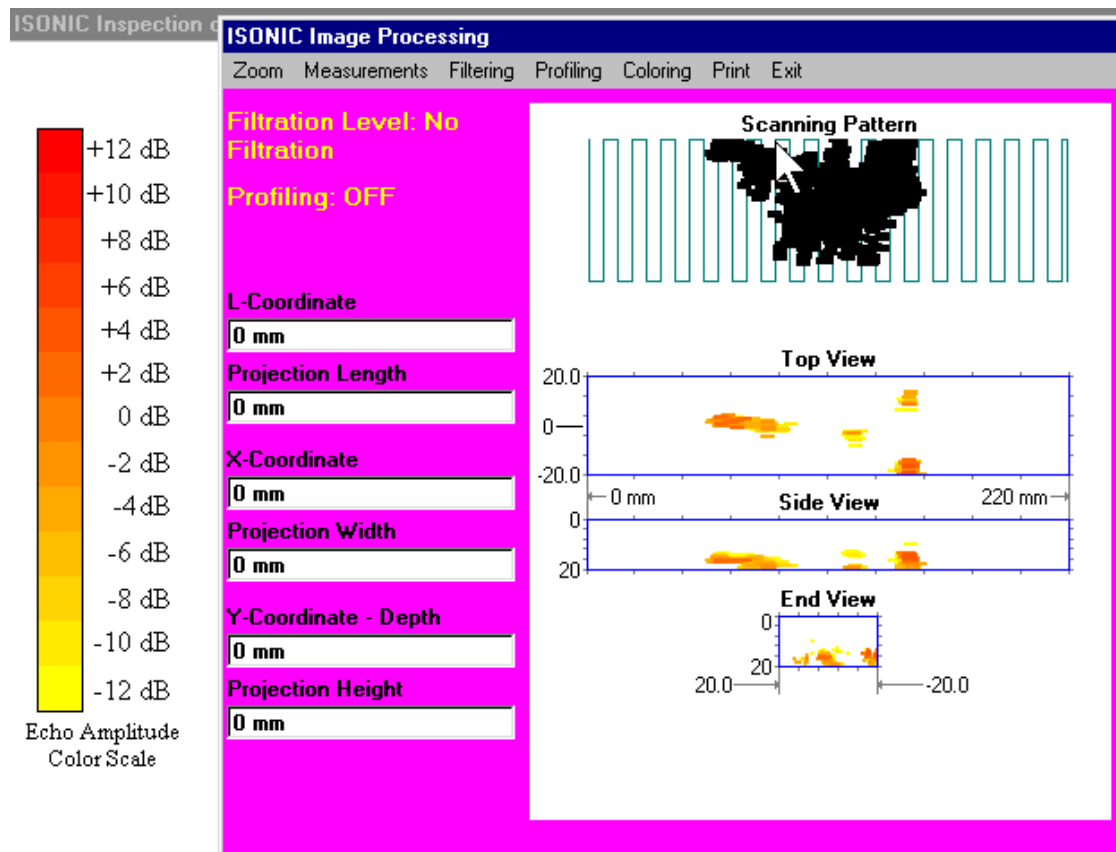 ISONIC Inspection
ISONIC Image Processing
Zoom Measurements Filtering Profiling Coloring Print Exit
+12 dB
+10 dB
+8 dB
+6 dB
+4 dB
+2 dB
0 dB
-2 dB
-4 dB
-6 dB
-8 dB
-10 dB
-12 dB
Echo Amplitude
Color Scale
Filtration Level: No
Filtration
Profiling: OFF
L-Coordinate
0 mm
Projection Length
0 mm
X-Coordinate
0 mm
Projection Width
0 mm
Y-Coordinate - Depth
0 mm
Projection Height
0 mm
Scanning Pattern
Top View
20.0
0
-20.0
0 mm
220 mm
Side View
0
20
End View
0
20
20.0
-20.0